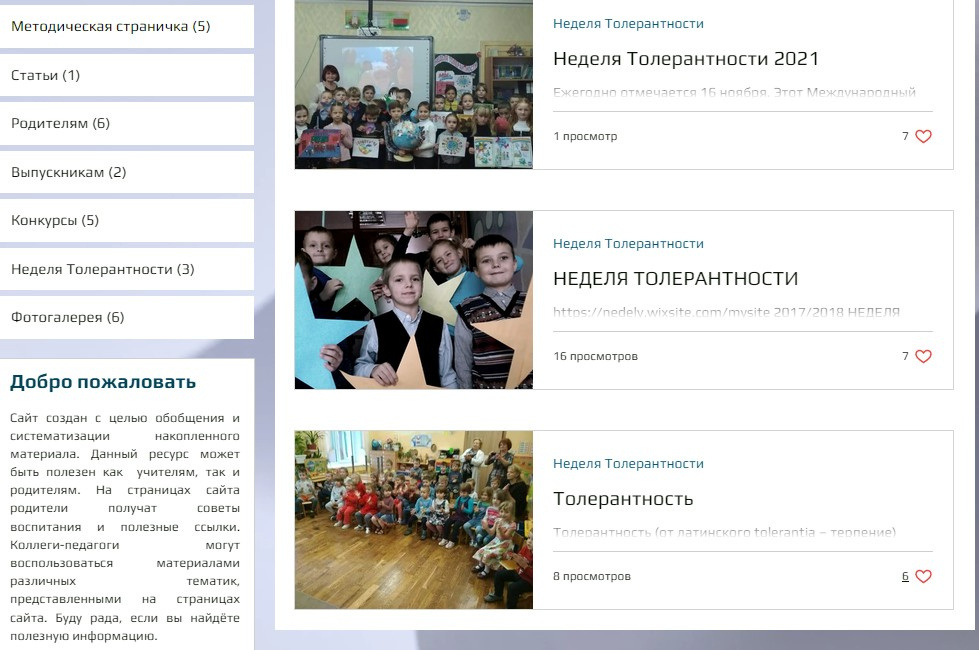 Методическая страничка (5)
Статьи (1)
Родителям (6)
Выпускникам (2)
Конкурсы (5)
Неделя Толерантности (3)
Фотогалерея (6)
Добро пожаловать
Сайт создан с целью обобщения и
систематизации накопленного
материала. Данный ресурс может
быть полезен как учителям, так и
родителям. На страницах сайта
родители получат советы
воспитания и полезные ссылки.
Коллеги-педагоги могут
воспользоваться материалами
различных тематик,
представленными на страницах
сайта. Буду рада, если вы найдёте
полезную информацию.
Неделя Толерантности
Неделя Толерантности 2021
Ежегодно отмечается 16 ноября. Этот Международный
1 просмотр 7
Неделя Толерантности
НЕДЕЛЯ ТОЛЕРАНТНОСТИ
https://nedely.wixsite.com/mysite 2017/2018 НЕДЕЛЯ
16 просмотров 7
Неделя Толерантности
Толерантность
Толерантность (от латинского tolerantia – терпение)
8 просмотров 6